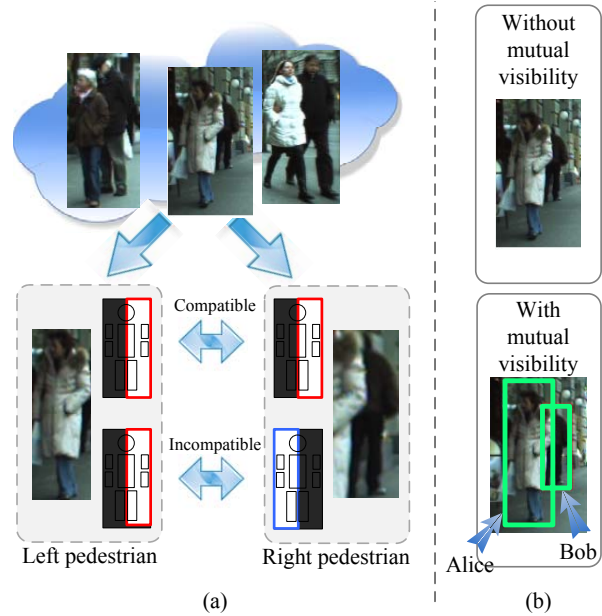 Compatible
Incompatible
Left pedestrian
Right pedestrian
(a)
Without
mutual
visibility
With
mutual
visibility
Alice
Bob
(b)